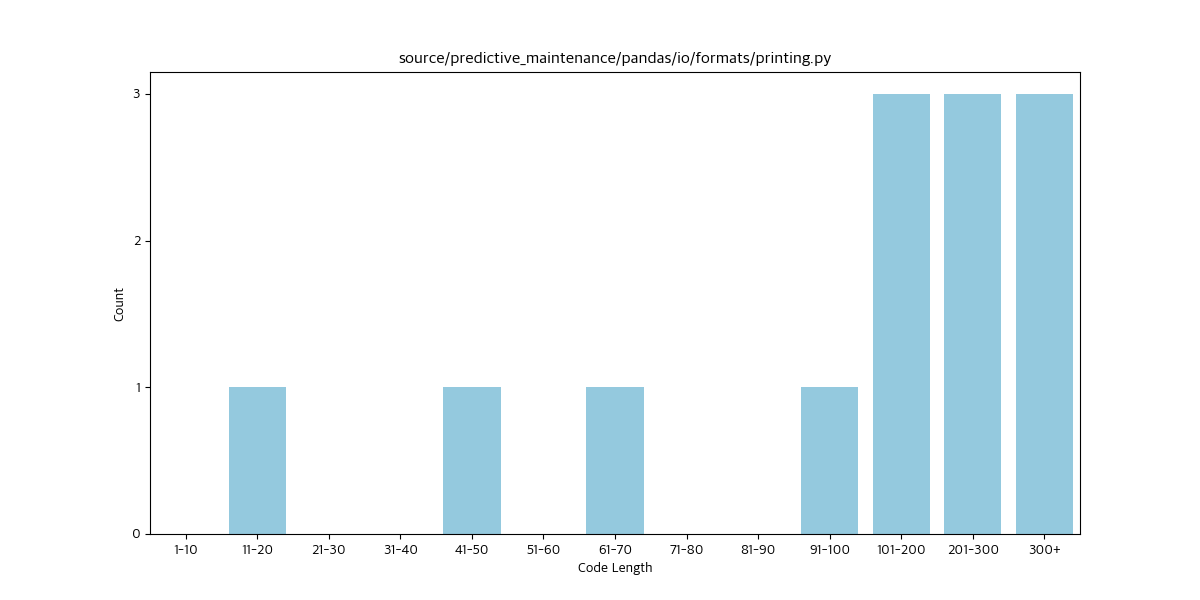 source/predictive_maintenance/pandas/io/formats/printing.py
Count
3
2
1
0
1-10 11-20 21-30 31-40 41-50 51-60 61-70 71-80 81-90 91-100 101-200 201-300 300+
Code Length